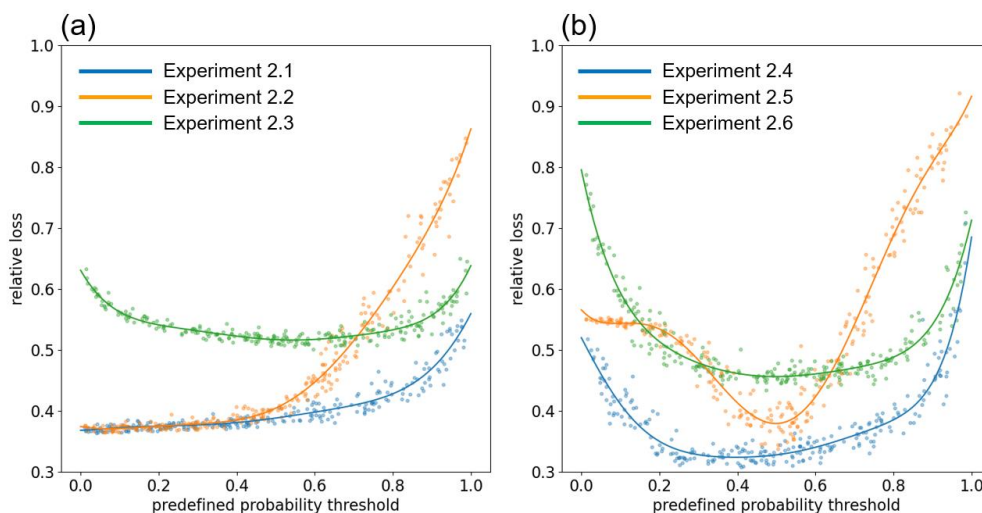 (a)
1.0
0.9
0.8
0.7
0.6
0.5
0.4
0.3
relative loss
Experiment 2.1
Experiment 2.2
Experiment 2.3
0.0 0.2 0.4 0.6 0.8 1.0
predefined probability threshold
(b)
1.0
0.9
0.8
0.7
0.6
0.5
0.4
0.3
relative loss
Experiment 2.4
Experiment 2.5
Experiment 2.6
0.0 0.2 0.4 0.6 0.8 1.0
predefined probability threshold